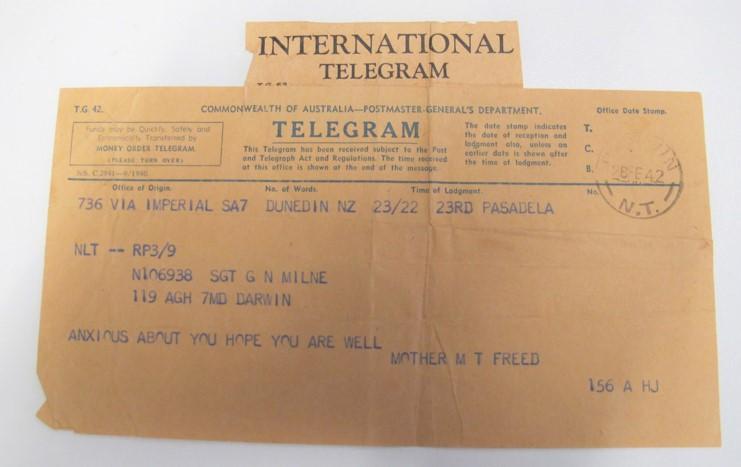 INTERNATIONAL
TELEGRAM
T.G. 42.
COMMONWEALTH OF AUSTRALIA—POSTMASTER-GENERAL'S DEPARTMENT.
Office Date Stamp.
Funds may be Quickly, Safely and
Economically Transferred by
MONEY ORDER TELEGRAM.
(PLEASE TURN OVER)
TELEGRAM
This Telegram has been received subject to the Post
and Telegraph Act and Regulations. The time received
at this office is shown at the end of the message.
The date stamp indicates
the date of reception and
lodgment also, unless an
earlier date is shown after
the time of lodgment.
T.
C.
B.
FE 42
N.T.
Sch. C.2941—9/1940
Office of Origin.
No. of Words.
Time of Lodgment.
No.
736 VIA IMPERIAL SA7 DUNEDIN NZ 23/22 23RD PASADELA
NLT -- RP3/9
N106938 SGT G N MILNE
119 AGH 7MD DARWIN
ANXIOUS ABOUT YOU HOPE YOU ARE WELL
MOTHER M T FREED
156 A HJ